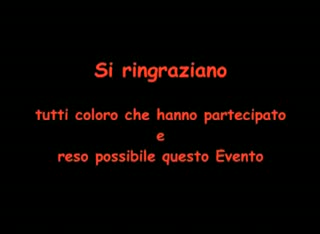 Si ringraziano
tutti coloro che hanno partecipato
e
reso possibile questo Evento